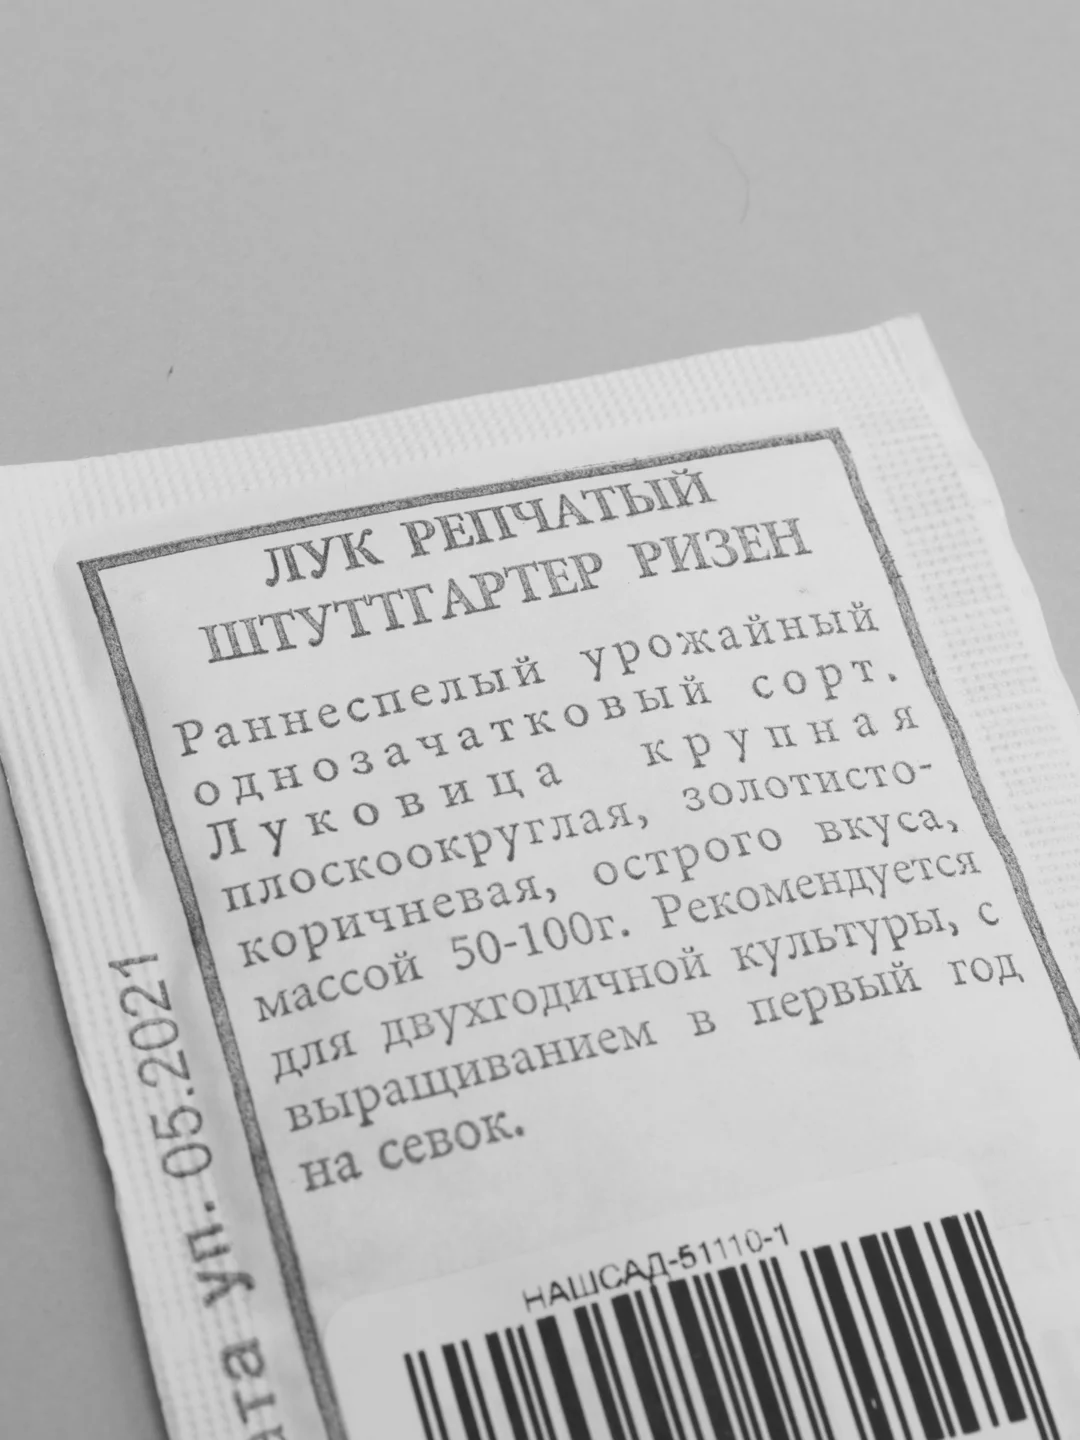 ЛУК РЕПЧАТЫЙ
ШТУТТГАРТЕР РИЗЕН
Раннеспелый урожайный
однозачатковый сорт.
Луковица крупная
плоскоокруглая, золотисто-
коричневая, острого вкуса,
массой 50-100г. Рекомендуется
для двухгодичной культуры, с
выращиванием в первый год
на севок.
НАШСАД-51110-1
ата уп. 05.2021